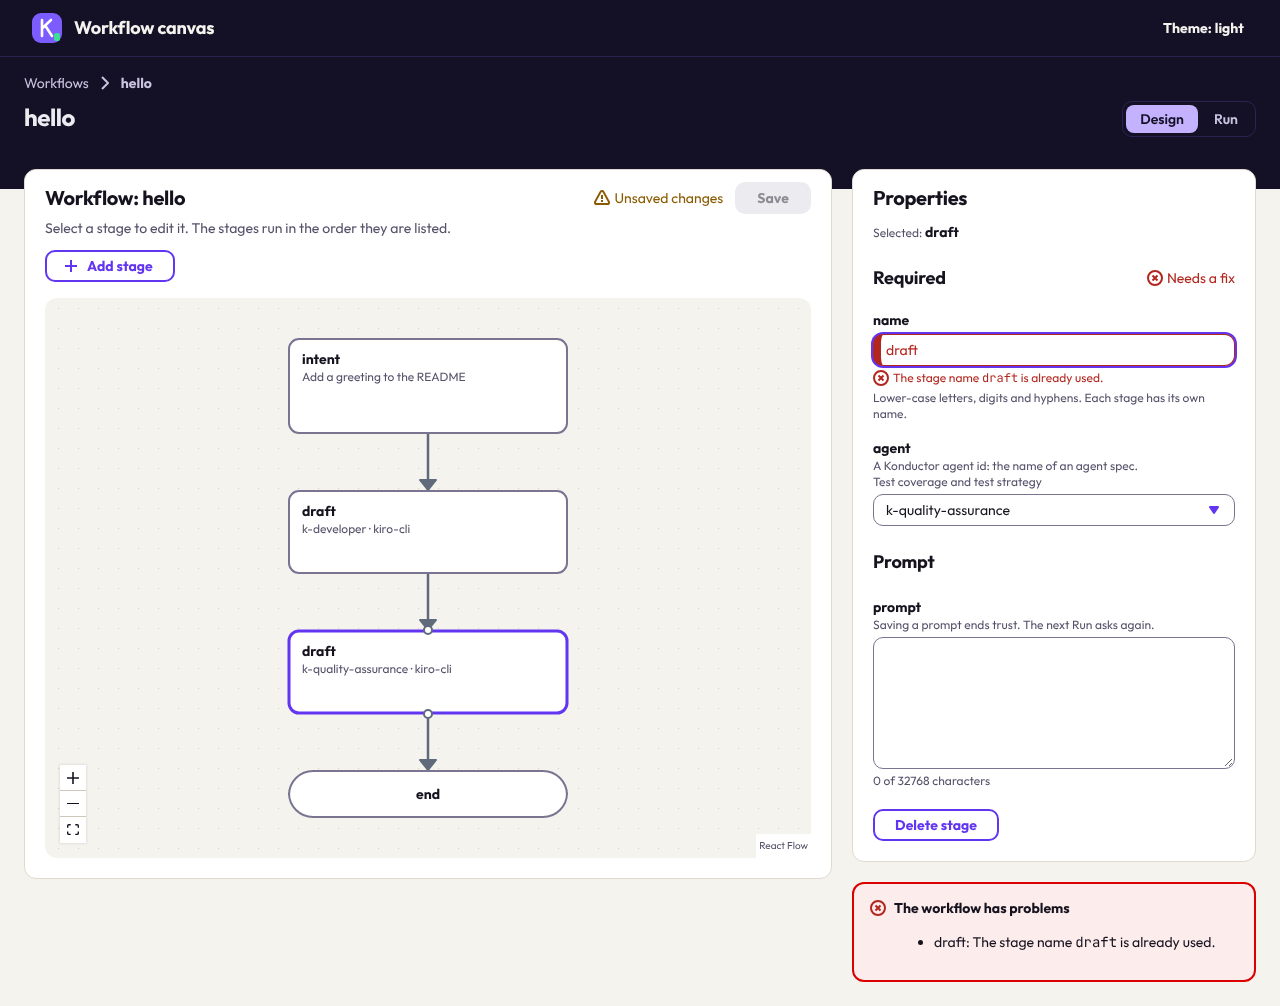 Workflow canvas
Theme: light
Workflows > hello
hello
Design
Run
Workflow: hello
Unsaved changes
Save
Select a stage to edit it. The stages run in the order they are listed.
Add stage
intent
Add a greeting to the README
draft
k-developer · kiro-cli
draft
k-quality-assurance · kiro-cli
end
React Flow
Properties
Selected: draft
Required
Needs a fix
name
draft
The stage name draft is already used.
Lower-case letters, digits and hyphens. Each stage has its own
name.
agent
A Konductor agent id: the name of an agent spec.
Test coverage and test strategy
k-quality-assurance
Prompt
prompt
Saving a prompt ends trust. The next Run asks again.
0 of 32768 characters
Delete stage
The workflow has problems
• draft: The stage name draft is already used.